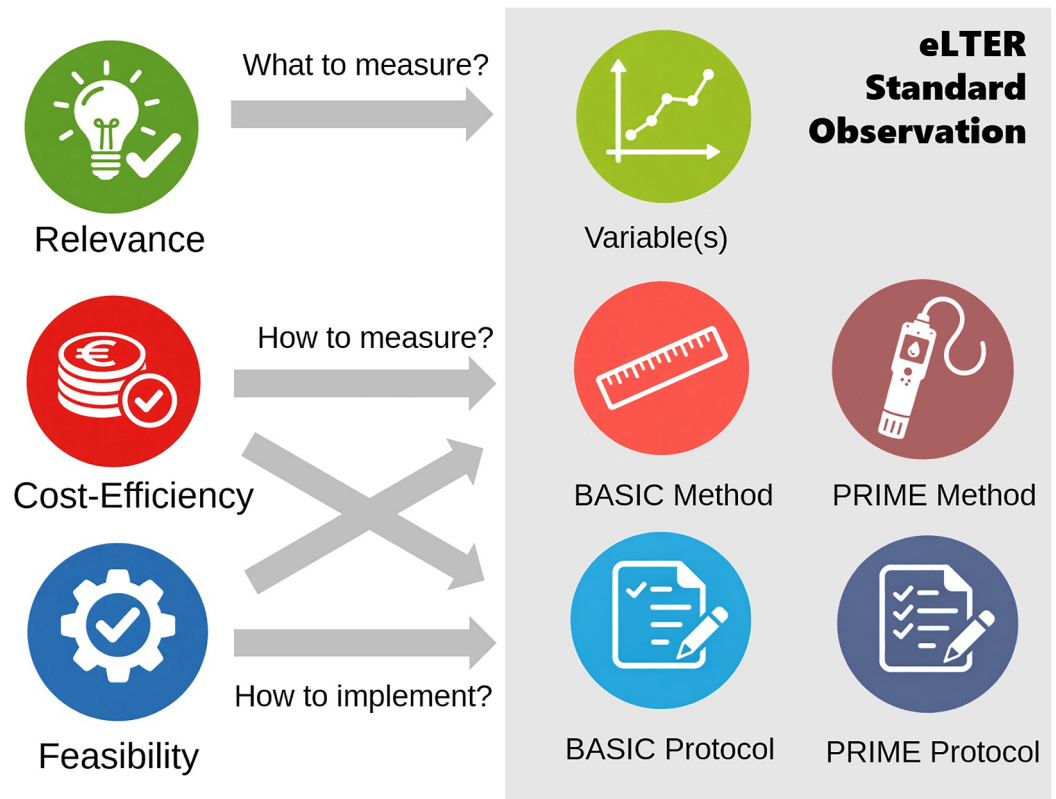 What to measure?
eLTER
Standard
Observation
Relevance
Variable(s)
How to measure?
€
Cost-Efficiency
BASIC Method
PRIME Method
How to implement?
Feasibility
BASIC Protocol
PRIME Protocol